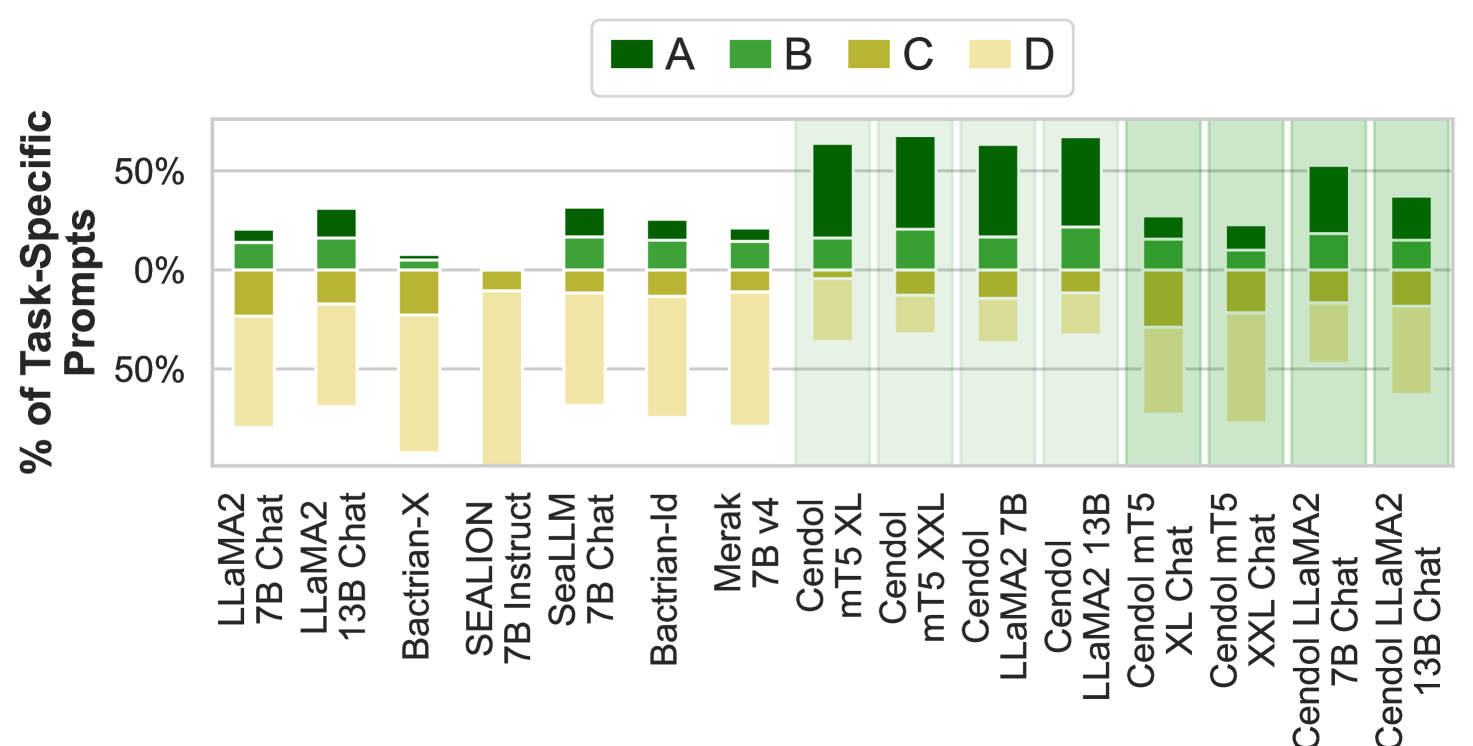 A B C D
% of Task-Specific
Prompts
50%
0%
50%
LLaMA2
7B Chat
LLaMA2
13B Chat
Bactrian-X
SEALION
7B Instruct
SeaLLM
7B Chat
Bactrian-Id
Merak
7B v4
Cendol
mT5 XL
Cendol
mT5 XXL
Cendol
LLaMA2 7B
Cendol
LLaMA2 13B
Cendol mT5
XL Chat
Cendol mT5
XXL Chat
Cendol LLaMA2
7B Chat
Cendol LLaMA2
13B Chat